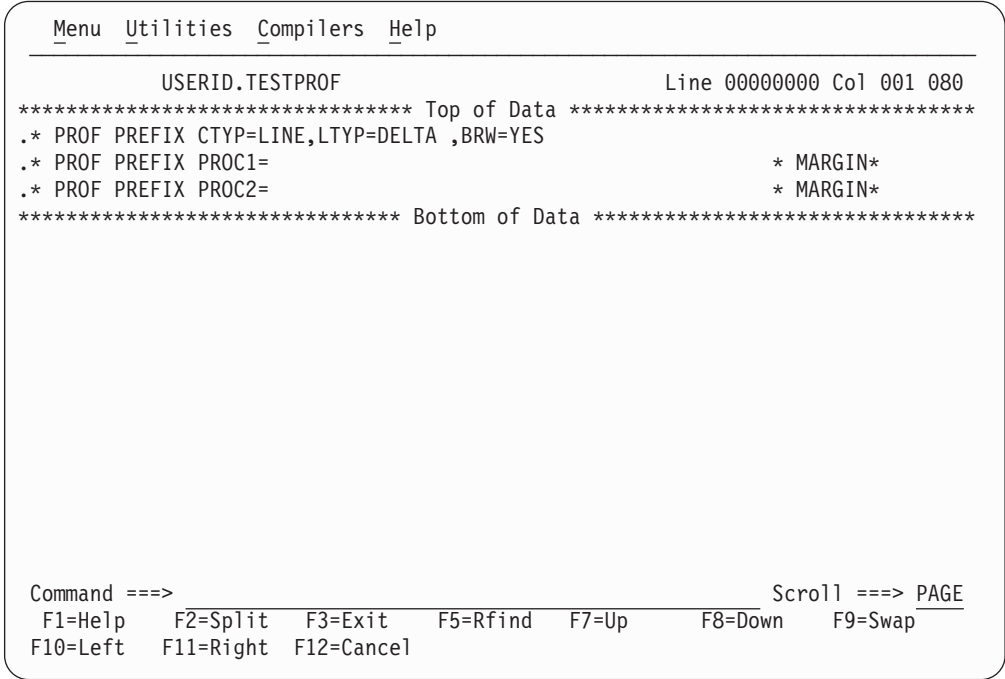 Menu Utilities Compilers Help
USERID.TESTPROF Line 00000000 Col 001 080
********************************* Top of Data **********************************
.* PROF PREFIX CTYP=LINE,LTYP=DELTA ,BRW=YES
.* PROF PREFIX PROC1= * MARGIN*
.* PROF PREFIX PROC2= * MARGIN*
******************************** Bottom of Data ********************************
Command ===> Scroll ===> PAGE
F1=Help F2=Split F3=Exit F5=Rfind F7=Up F8=Down F9=Swap
F10=Left F11=Right F12=Cancel